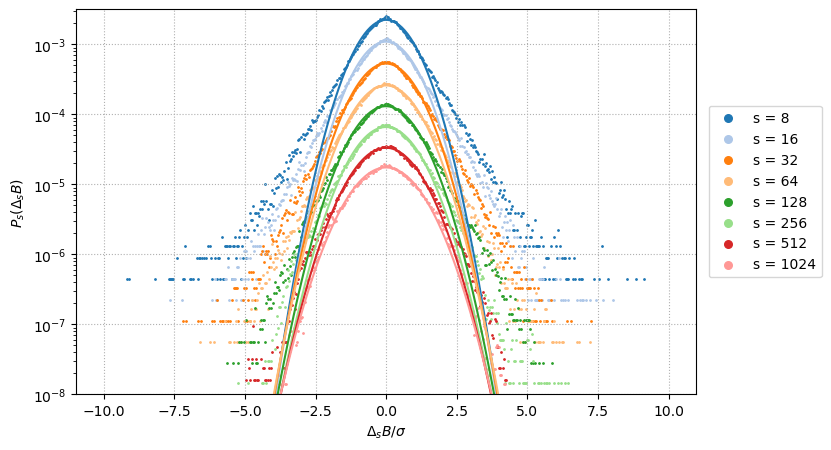 10⁻³
10⁻⁴
10⁻⁵
10⁻⁶
10⁻⁷
10⁻⁸
P_s(Δ_sB)
−10.0 −7.5 −5.0 −2.5 0.0 2.5 5.0 7.5 10.0
Δ_sB/σ
s = 8
s = 16
s = 32
s = 64
s = 128
s = 256
s = 512
s = 1024